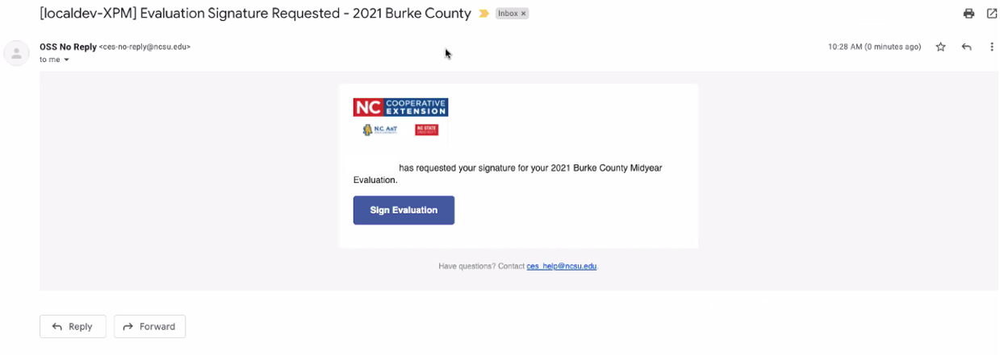 [localdev-XPM] Evaluation Signature Requested - 2021 Burke County
Inbox ×
OSS No Reply <ces-no-reply@ncsu.edu>
10:28 AM (0 minutes ago)
to me
NC COOPERATIVE EXTENSION
N.C. A&T
NC STATE
has requested your signature for your 2021 Burke County Midyear
Evaluation.
Sign Evaluation
Have questions? Contact ces_help@ncsu.edu.
Reply
Forward